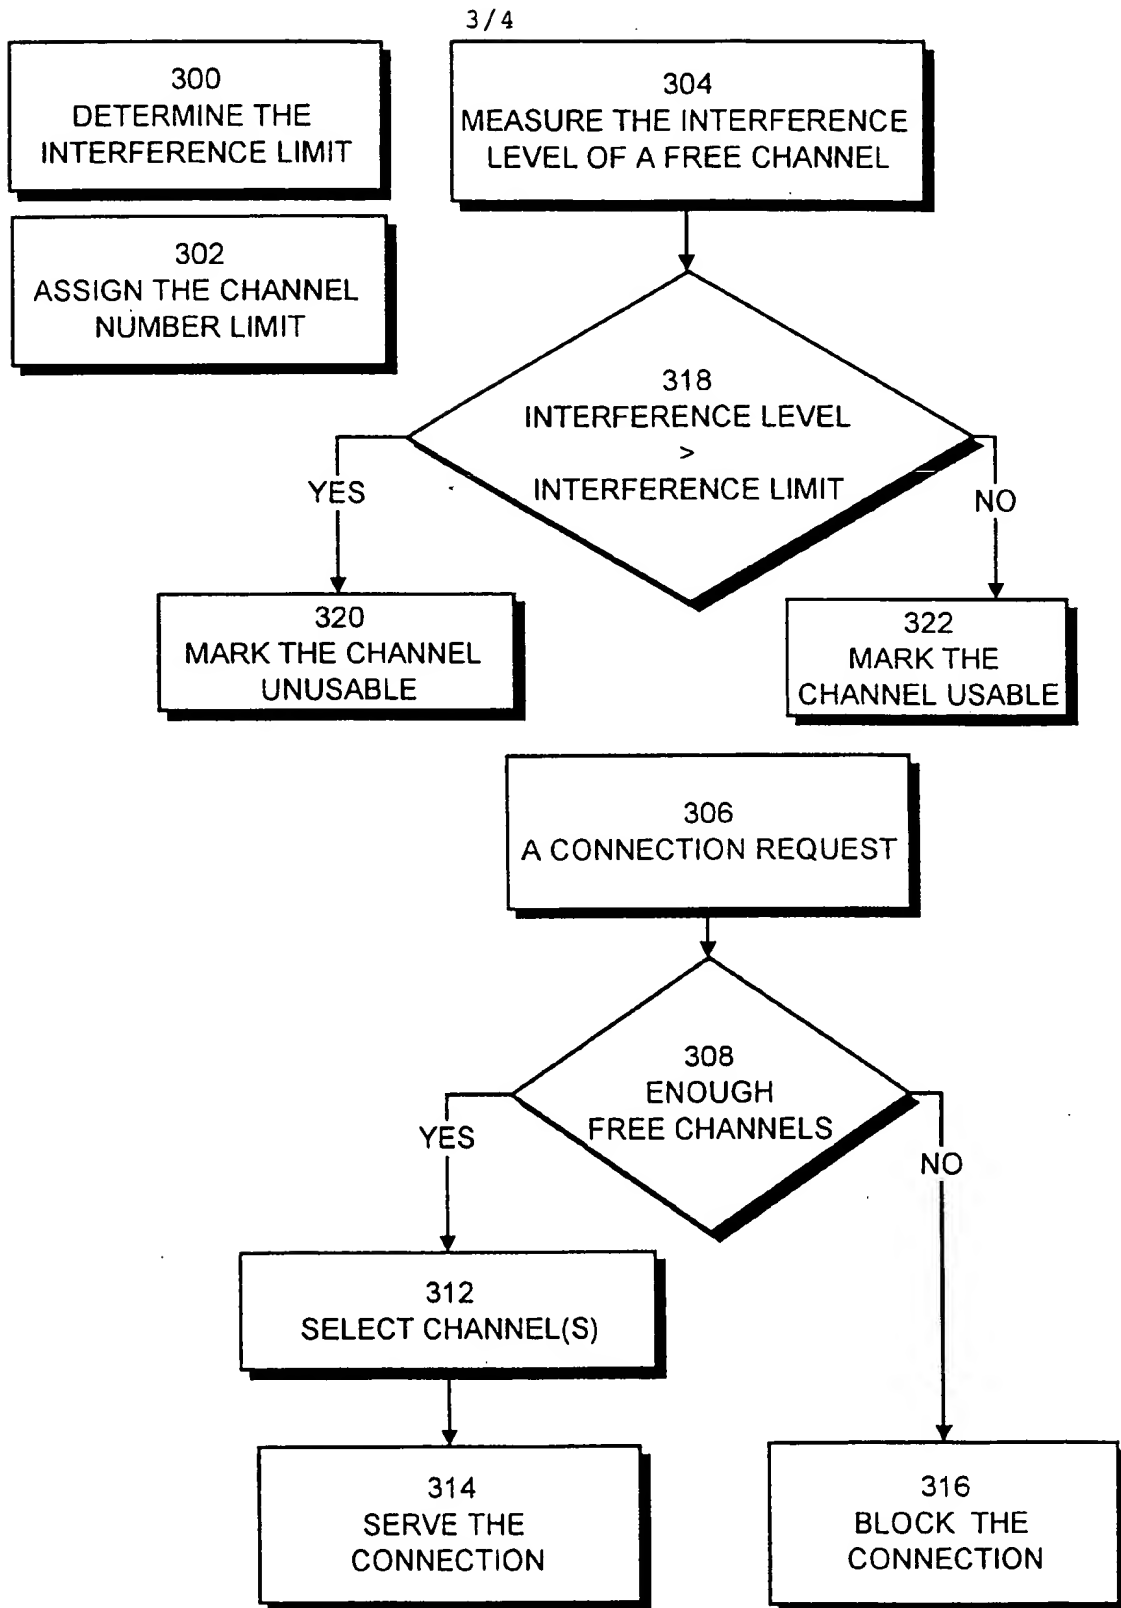 3/4
300
DETERMINE THE
INTERFERENCE LIMIT
304
MEASURE THE INTERFERENCE
LEVEL OF A FREE CHANNEL
302
ASSIGN THE CHANNEL
NUMBER LIMIT
318
INTERFERENCE LEVEL
>
INTERFERENCE LIMIT
YES
NO
320
MARK THE CHANNEL
UNUSABLE
322
MARK THE
CHANNEL USABLE
306
A CONNECTION REQUEST
308
ENOUGH
FREE CHANNELS
YES
NO
312
SELECT CHANNEL(S)
314
SERVE THE
CONNECTION
316
BLOCK THE
CONNECTION